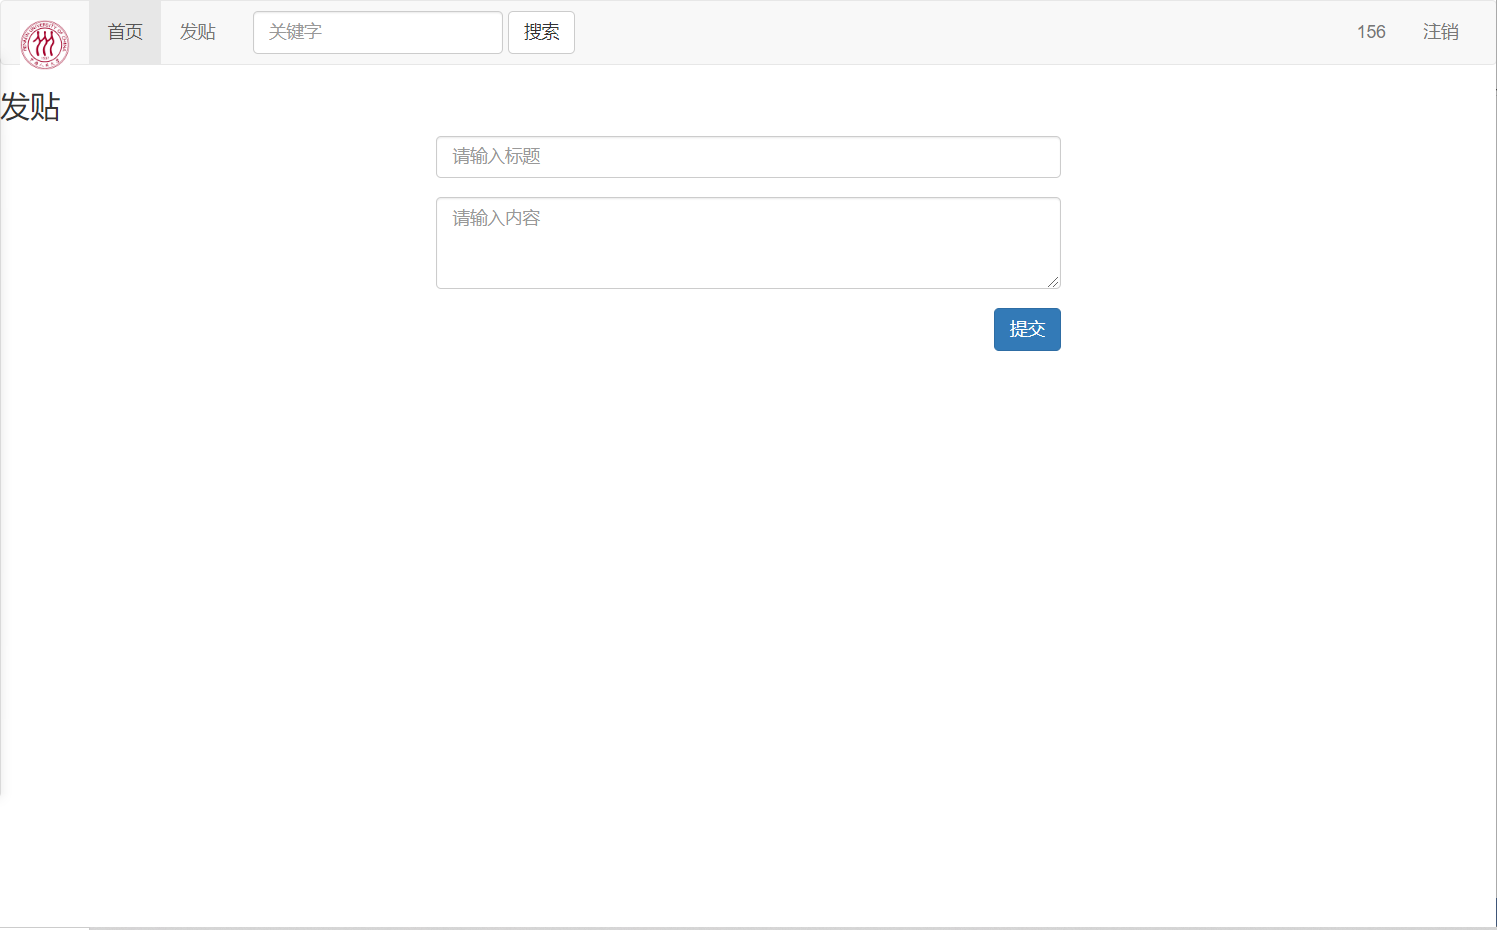 首页 发贴 关键字 搜索 156 注销
发贴
请输入标题
请输入内容
提交